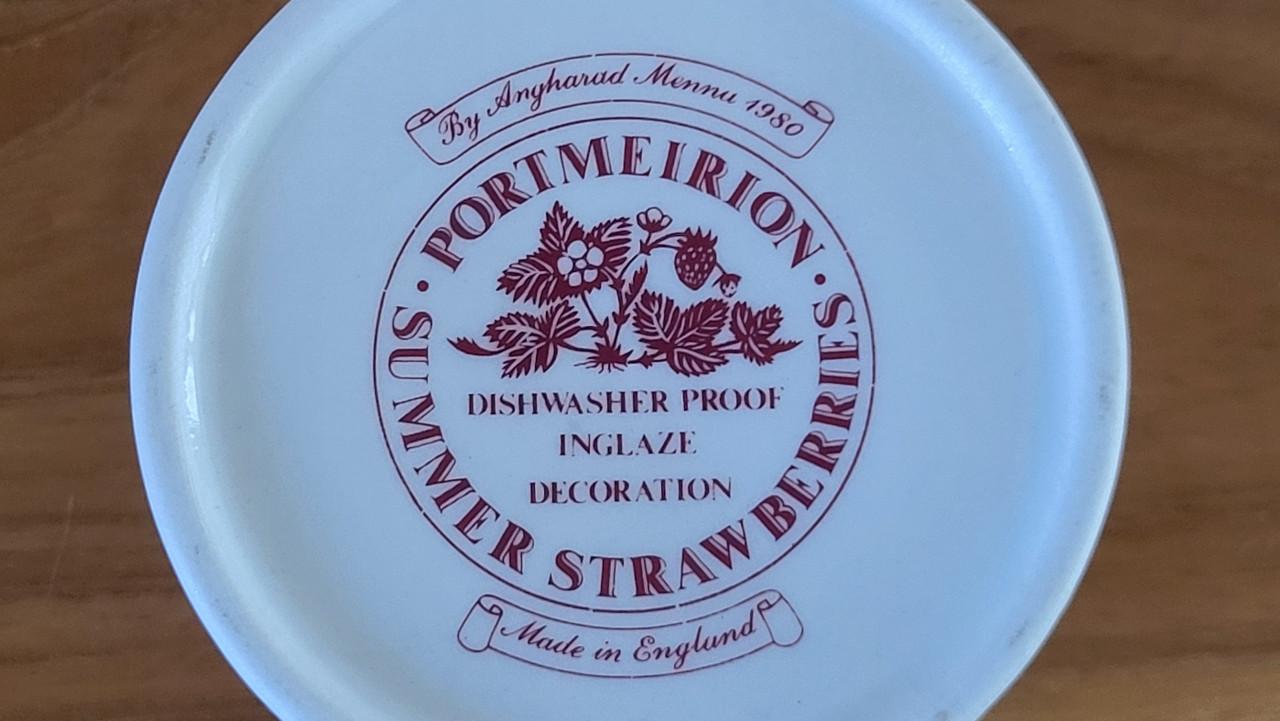 By Angharad Menna 1980
PORTMEIRION
DISHWASHER PROOF
INGLAZE
DECORATION
· SUMMER STRAWBERRIES ·
Made in England